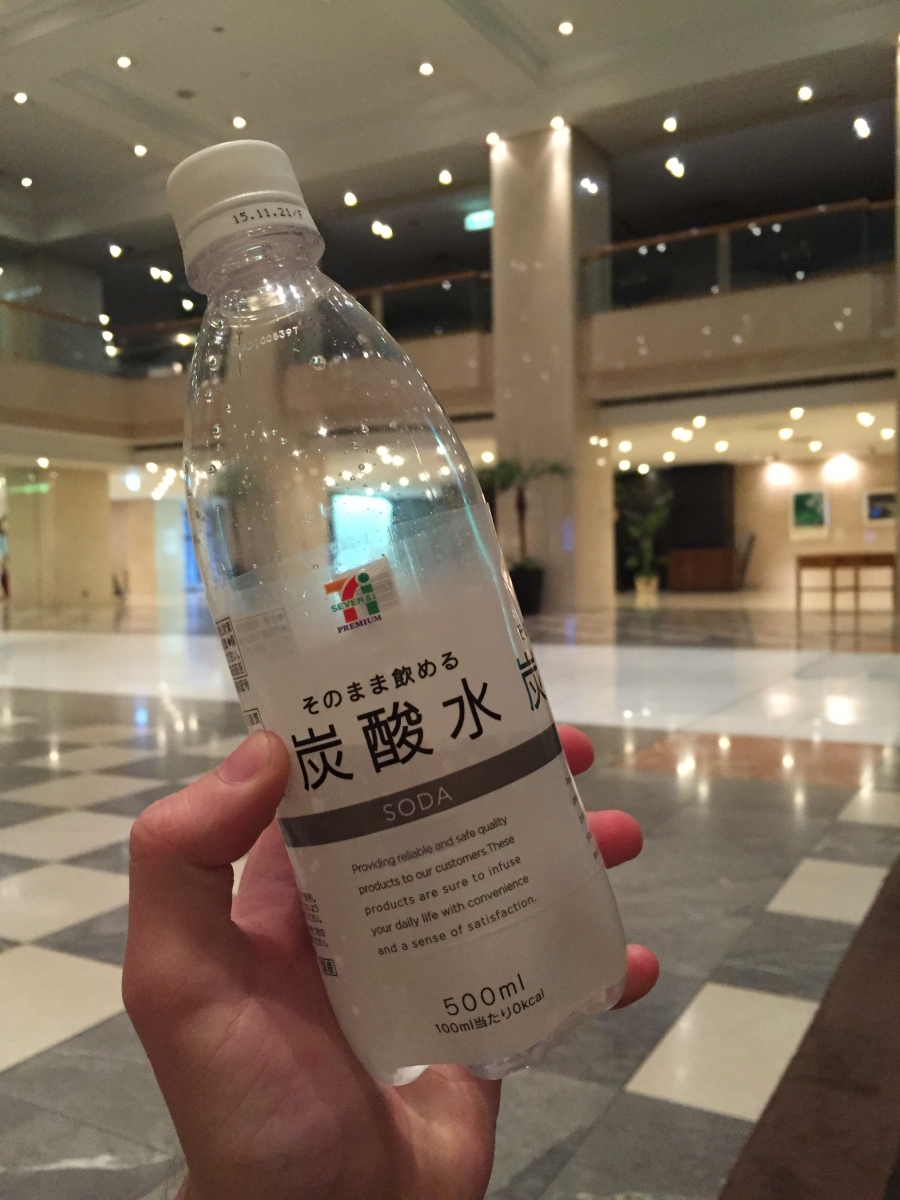 15.11.21/F
7i
SEVEN&i
PREMIUM
そのまま飲める
炭酸水
SODA
Providing reliable and safe quality
products to our customers.These
products are sure to infuse
your daily life with convenience
and a sense of satisfaction.
500ml
100ml当たり0kcal
炭